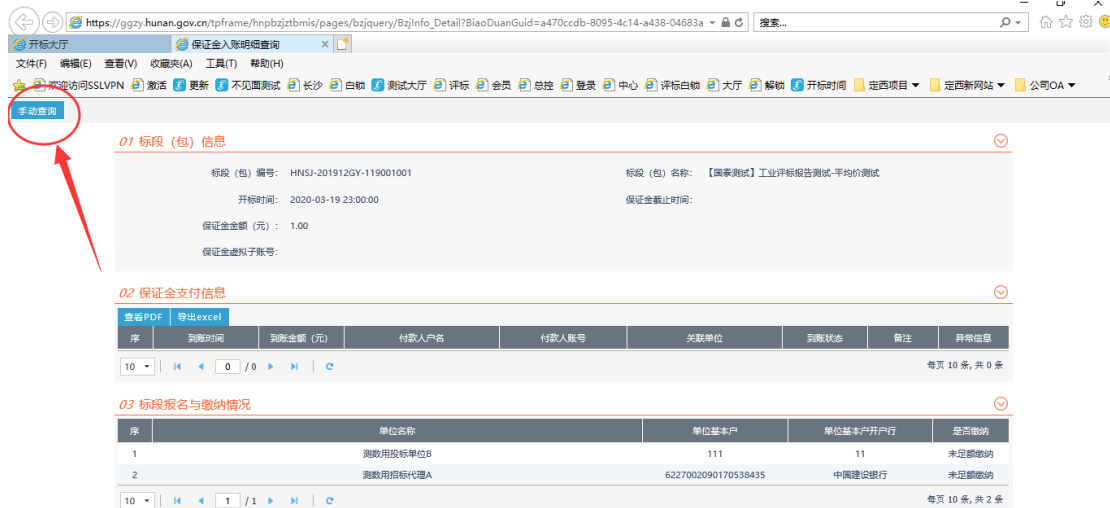 https://ggzy.hunan.gov.cn/tpframe/hnpbzjztbmis/pages/bzjquery/BzjInfo_Detail?BiaoDuanGuid=a470ccdb-8095-4c14-a438-04683a
搜索...
开标大厅 保证金入账明细查询
文件(F) 编辑(E) 查看(V) 收藏夹(A) 工具(T) 帮助(H)
欢迎访问SSLVPN 激活 更新 不见面测试 长沙 白锁 测试大厅 评标 会员 总控 登录 中心 评标白锁 大厅 解锁 开标时间 定西项目 定西新网站 公司OA
手动查询
01 标段（包）信息
标段（包）编号： HNSJ-201912GY-119001001 标段（包）名称： 【国泰测试】工业评标报告测试-平均价测试
开标时间： 2020-03-19 23:00:00 保证金截止时间：
保证金金额（元）： 1.00
保证金虚拟子账号：
02 保证金支付信息
查看PDF 导出excel
序 到账时间 到账金额（元） 付款人户名 付款人账号 关联单位 到账状态 备注 异常信息
10 0 / 0 每页 10 条, 共 0 条
03 标段报名与缴纳情况
序 单位名称 单位基本户 单位基本户开户行 是否缴纳
1 测数用投标单位B 111 11 未足额缴纳
2 测数用招标代理A 6227002090170538435 中国建设银行 未足额缴纳
10 1 / 1 每页 10 条, 共 2 条